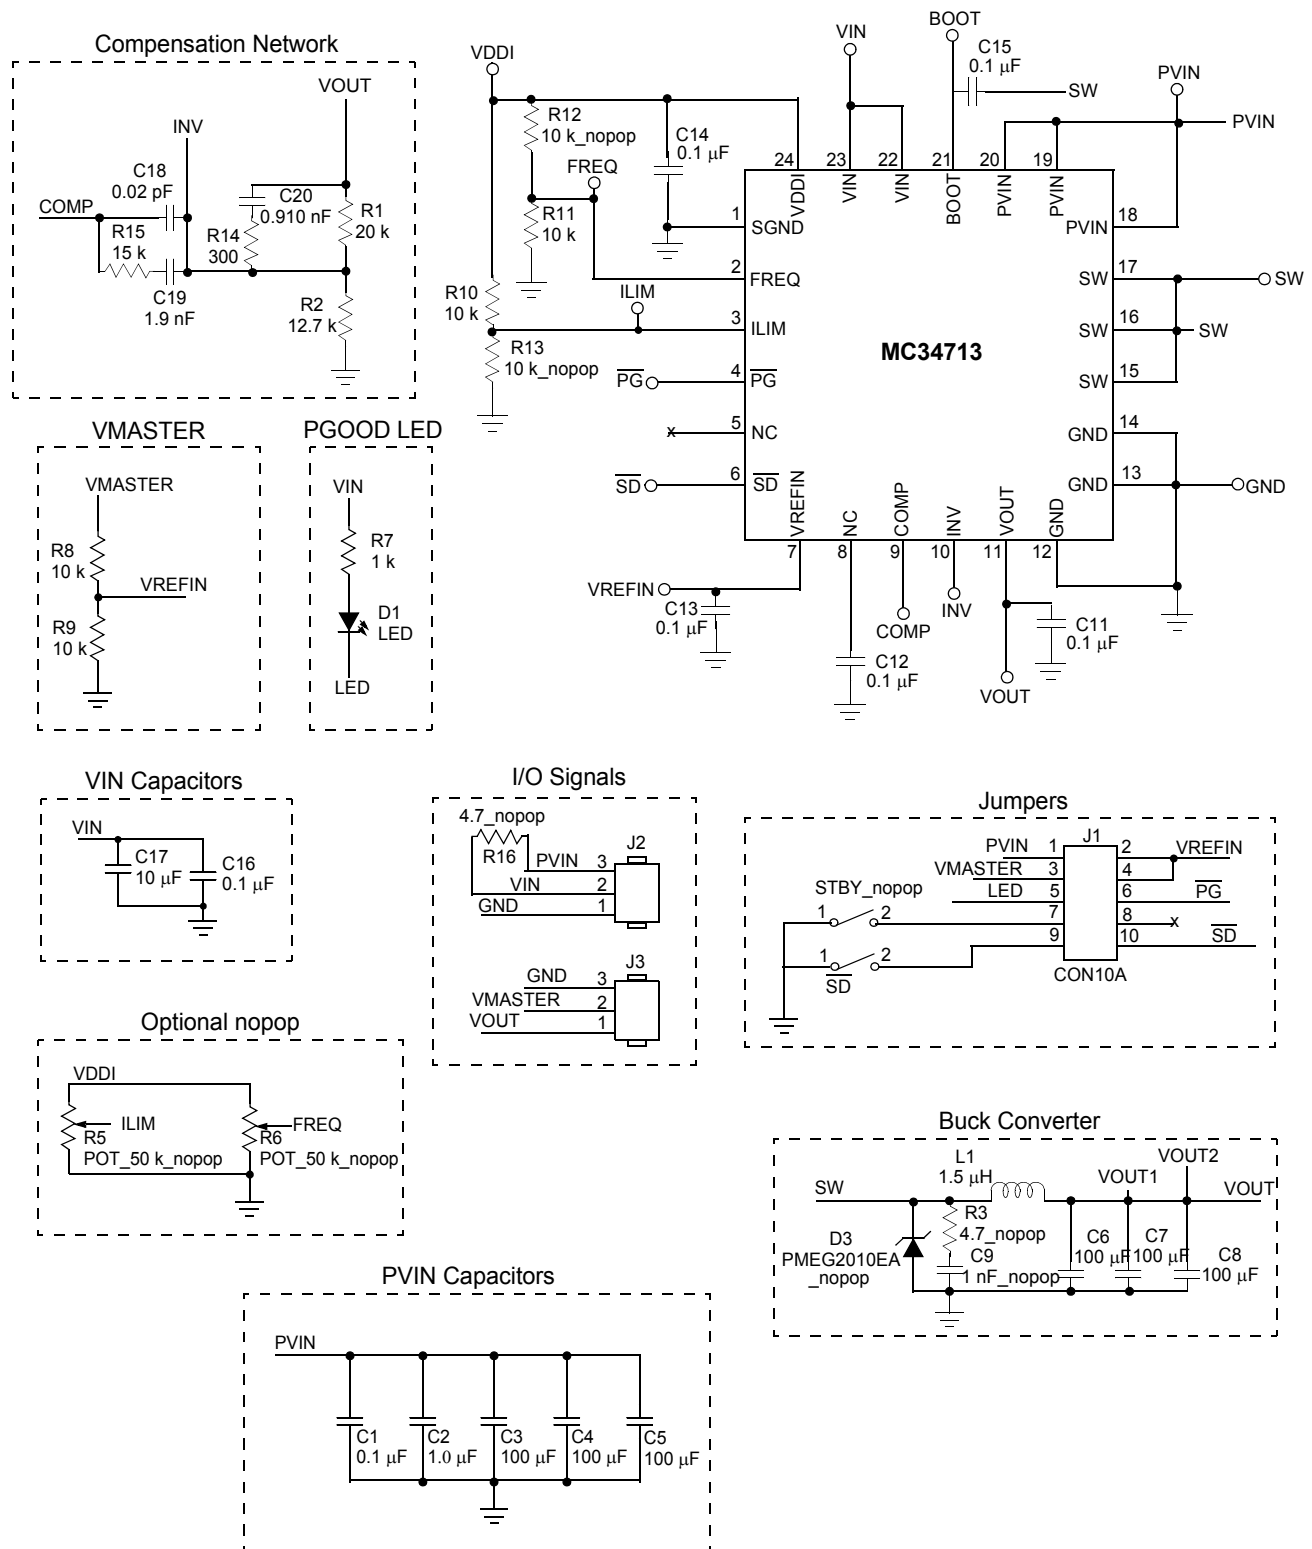 Compensation Network
VOUT
INV
C18
0.02 pF
COMP
C20
0.910 nF
R1
20 k
R15
15 k
R14
300
C19
1.9 nF
R2
12.7 k
VDDI
R12
10 k_nopop
FREQ
R11
10 k
C14
0.1 µF
R10
10 k
ILIM
R13
10 k_nopop
PG
SD
VIN
BOOT
C15
0.1 µF
SW
PVIN
PVIN
24
23
22
21
20
19
VDDI
VIN
VIN
BOOT
PVIN
PVIN
1
SGND
2
FREQ
3
ILIM
4
PG
x
5
NC
6
SD
MC34713
18
PVIN
17
SW
SW
16
SW
SW
15
SW
14
GND
13
GND
GND
VREFIN
NC
COMP
INV
VOUT
GND
7
8
9
10
11
12
VREFIN
C13
0.1 µF
C12
0.1 µF
COMP
INV
VOUT
C11
0.1 µF
VMASTER
VMASTER
R8
10 k
VREFIN
R9
10 k
PGOOD LED
VIN
R7
1 k
D1
LED
LED
VIN Capacitors
VIN
C17
10 µF
C16
0.1 µF
I/O Signals
4.7_nopop
R16
PVIN
3
J2
VIN
2
GND
1
J3
GND
3
VMASTER
2
VOUT
1
Jumpers
J1
PVIN
1
2
VREFIN
VMASTER
3
4
LED
5
6
PG
STBY_nopop
1
2
7
8
x
9
10
SD
1
2
SD
CON10A
Optional nopop
VDDI
ILIM
R5
POT_50 k_nopop
FREQ
R6
POT_50 k_nopop
Buck Converter
SW
L1
1.5 µH
VOUT1
VOUT2
VOUT
D3
PMEG2010EA
_nopop
R3
4.7_nopop
C9
1 nF_nopop
C6
100 µF
C7
100 µF
C8
100 µF
PVIN Capacitors
PVIN
C1
0.1 µF
C2
1.0 µF
C3
100 µF
C4
100 µF
C5
100 µF